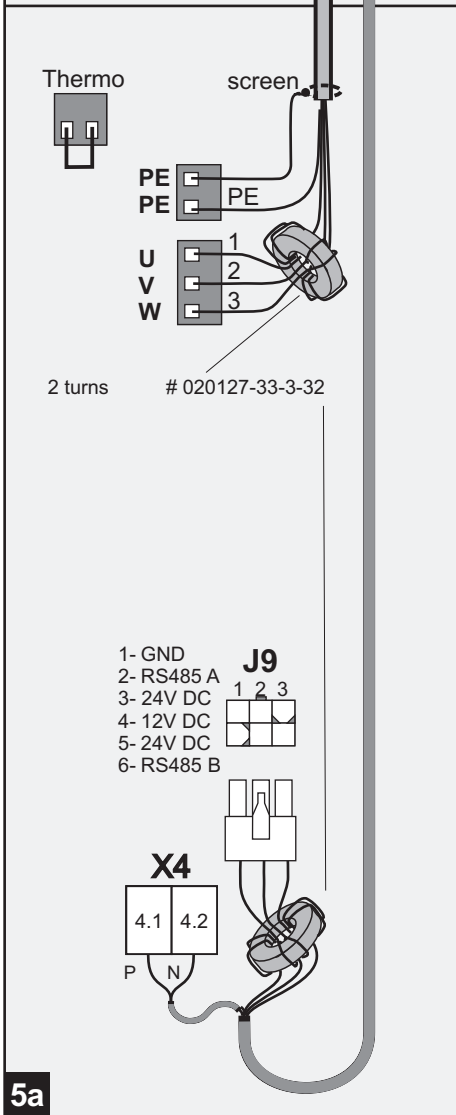 Thermo
screen
PE
PE
PE
U
V
W
1
2
3
2 turns
# 020127-33-3-32
1- GND
2- RS485 A
3- 24V DC
4- 12V DC
5- 24V DC
6- RS485 B
J9
1 2 3
X4
4.1 4.2
P N
5a